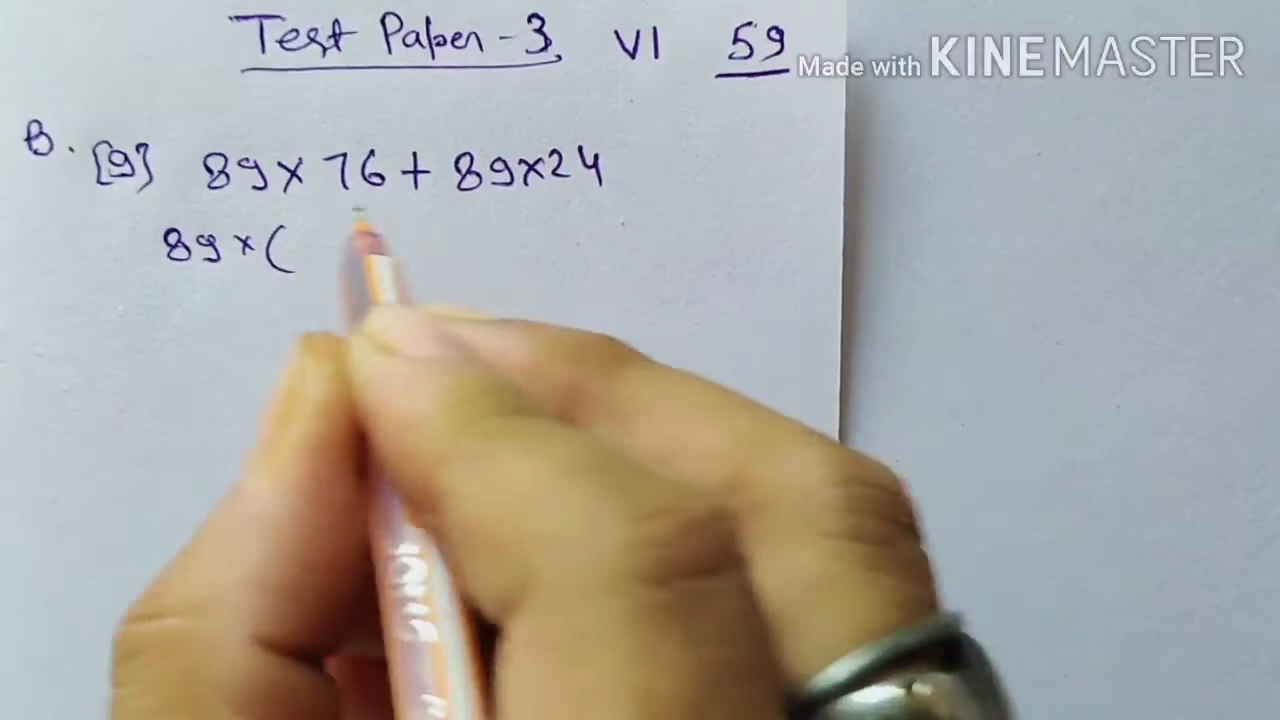 Test Paper - 3 VI 59
Made with KINEMASTER
B. [9] 89 × 76 + 89 × 24
89 × (